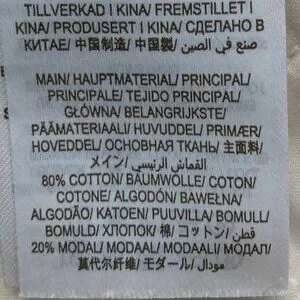 TILLVERKAD I KINA/ FREMSTILLET I
KINA/ PRODUSERT I KINA/ СДЕЛАНО В
КИТАЕ/ 中国制造/ 中国製/ صنع في الصين
MAIN/ HAUPTMATERIAL/ PRINCIPAL/
PRINCIPALE/ TEJIDO PRINCIPAL/
GŁÓWNA/ BELANGRIJKSTE/
PÄÄMATERIAALI/ HUVUDDEL/ PRIMÆR/
HOVEDDEL/ ОСНОВНАЯ ТКАНЬ/ 主面料/
メイン/ القماش الرئيسي/
80% COTTON/ BAUMWOLLE/ COTON/
COTONE/ ALGODÓN/ BAWEŁNA/
ALGODÃO/ KATOEN/ PUUVILLA/ BOMULL/
BOMULD/ ХЛОПОК/ 棉/ コットン/ قطن/
20% MODAL/ MODAAL/ MODAALI/ МОДАЛ/
莫代尔纤维/ モダール/ مودال/